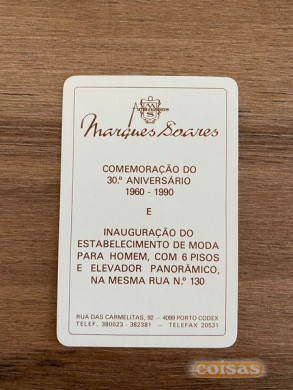 Marques Soares
COMEMORAÇÃO DO
30.º ANIVERSÁRIO
1960 - 1990
E
INAUGURAÇÃO DO
ESTABELECIMENTO DE MODA
PARA HOMEM, COM 6 PISOS
E ELEVADOR PANORÂMICO,
NA MESMA RUA N.º 130
RUA DAS CARMELITAS, 92 — 4099 PORTO CODEX
TELEF. 380023 - 382381 — TELEFAX 20531
coisas